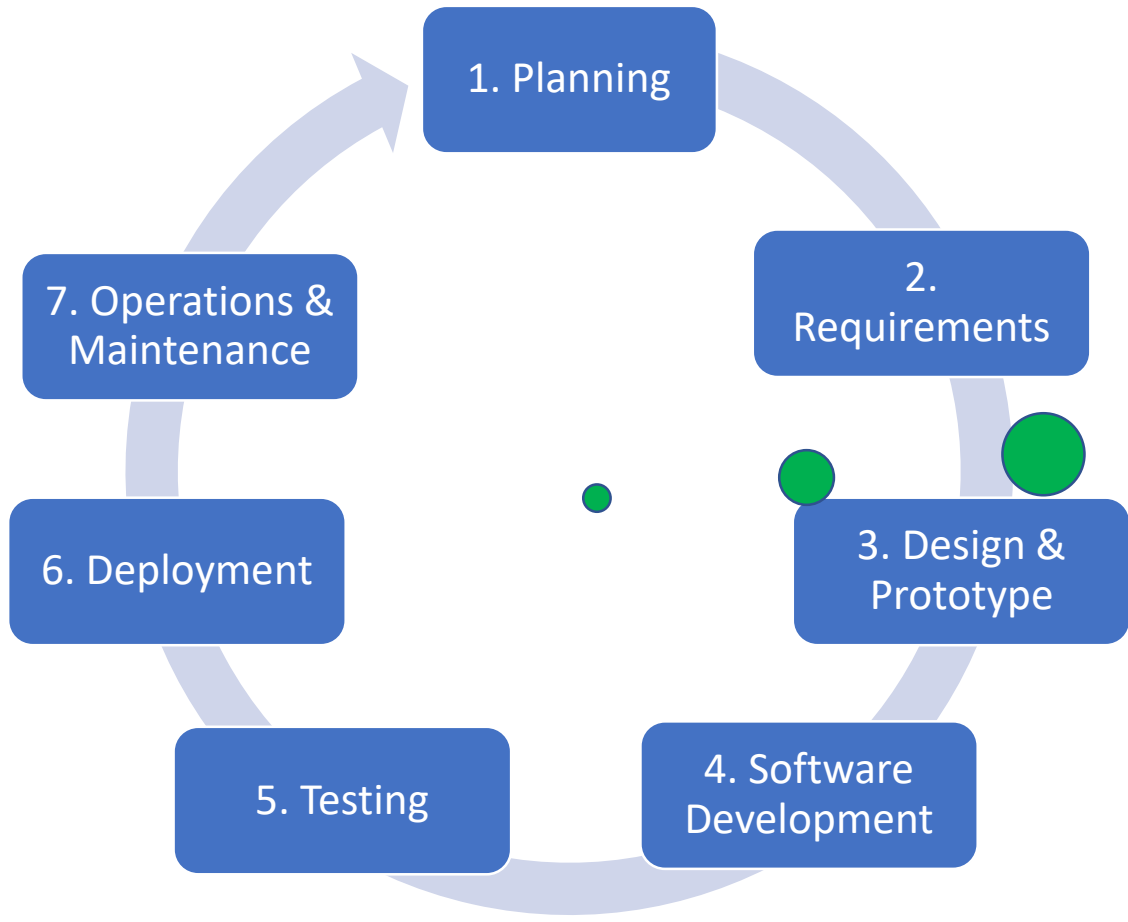 1. Planning
2.
Requirements
3. Design &
Prototype
4. Software
Development
5. Testing
6. Deployment
7. Operations &
Maintenance